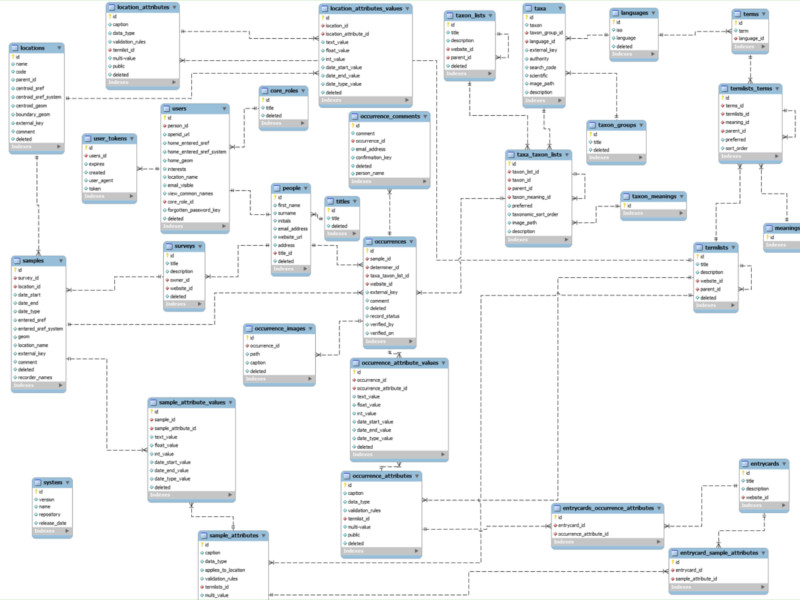 locations
id
name
code
parent_id
centroid_sref
centroid_sref_system
centroid_geom
boundary_geom
external_key
comment
deleted
Indexes
location_attributes
id
caption
data_type
validation_rules
termlist_id
multi-value
public
deleted
Indexes
location_attributes_values
id
location_id
location_attribute_id
text_value
float_value
int_value
date_start_value
date_end_value
date_type_value
deleted
Indexes
taxon_lists
id
title
description
website_id
parent_id
deleted
Indexes
taxa
id
taxon
taxon_group_id
language_id
external_key
authority
search_code
scientific
image_path
description
Indexes
languages
id
iso
language
deleted
Indexes
terms
id
term
language_id
Indexes
termlists_terms
id
terms_id
termlists_id
meaning_id
parent_id
preferred
sort_order
Indexes
core_roles
id
title
deleted
Indexes
users
id
person_id
openid_url
home_entered_sref
home_entered_sref_system
home_geom
interests
location_name
email_visible
view_common_names
core_role_id
forgotten_password_key
deleted
Indexes
user_tokens
id
users_id
expires
created
user_agent
token
Indexes
occurrence_comments
id
comment
occurrence_id
email_address
confirmation_key
deleted
person_name
Indexes
taxon_groups
id
title
deleted
Indexes
taxa_taxon_lists
id
taxon_list_id
taxon_id
parent_id
taxon_meaning_id
preferred
taxonomic_sort_order
image_path
description
Indexes
taxon_meanings
id
Indexes
meanings
id
Indexes
people
id
first_name
surname
initials
email_address
website_url
address
title_id
deleted
Indexes
titles
id
title
deleted
Indexes
surveys
id
title
description
owner_id
website_id
deleted
Indexes
occurrences
id
sample_id
determiner_id
taxa_taxon_list_id
website_id
external_key
comment
deleted
record_status
verified_by
verified_on
Indexes
termlists
id
title
description
website_id
parent_id
deleted
Indexes
samples
id
survey_id
location_id
date_start
date_end
date_type
entered_sref
entered_sref_system
geom
location_name
external_key
comment
deleted
recorder_names
Indexes
occurrence_images
id
occurrence_id
path
caption
deleted
Indexes
occurrence_attribute_values
id
occurrence_id
occurrence_attribute_id
text_value
float_value
int_value
date_start_value
date_end_value
date_type_value
deleted
Indexes
sample_attribute_values
id
sample_id
sample_attribute_id
text_value
float_value
int_value
date_start_value
date_end_value
date_type_value
deleted
Indexes
occurrence_attributes
id
caption
data_type
validation_rules
termlist_id
multi-value
public
deleted
Indexes
system
id
version
name
repository
release_date
Indexes
sample_attributes
id
caption
data_type
applies_to_location
validation_rules
termlists_id
multi_value
entrycards
id
title
description
website_id
Indexes
entrycards_occurrence_attributes
id
entrycard_id
occurrence_attribute_id
Indexes
entrycard_sample_attributes
id
entrycard_id
sample_attribute_id
Indexes